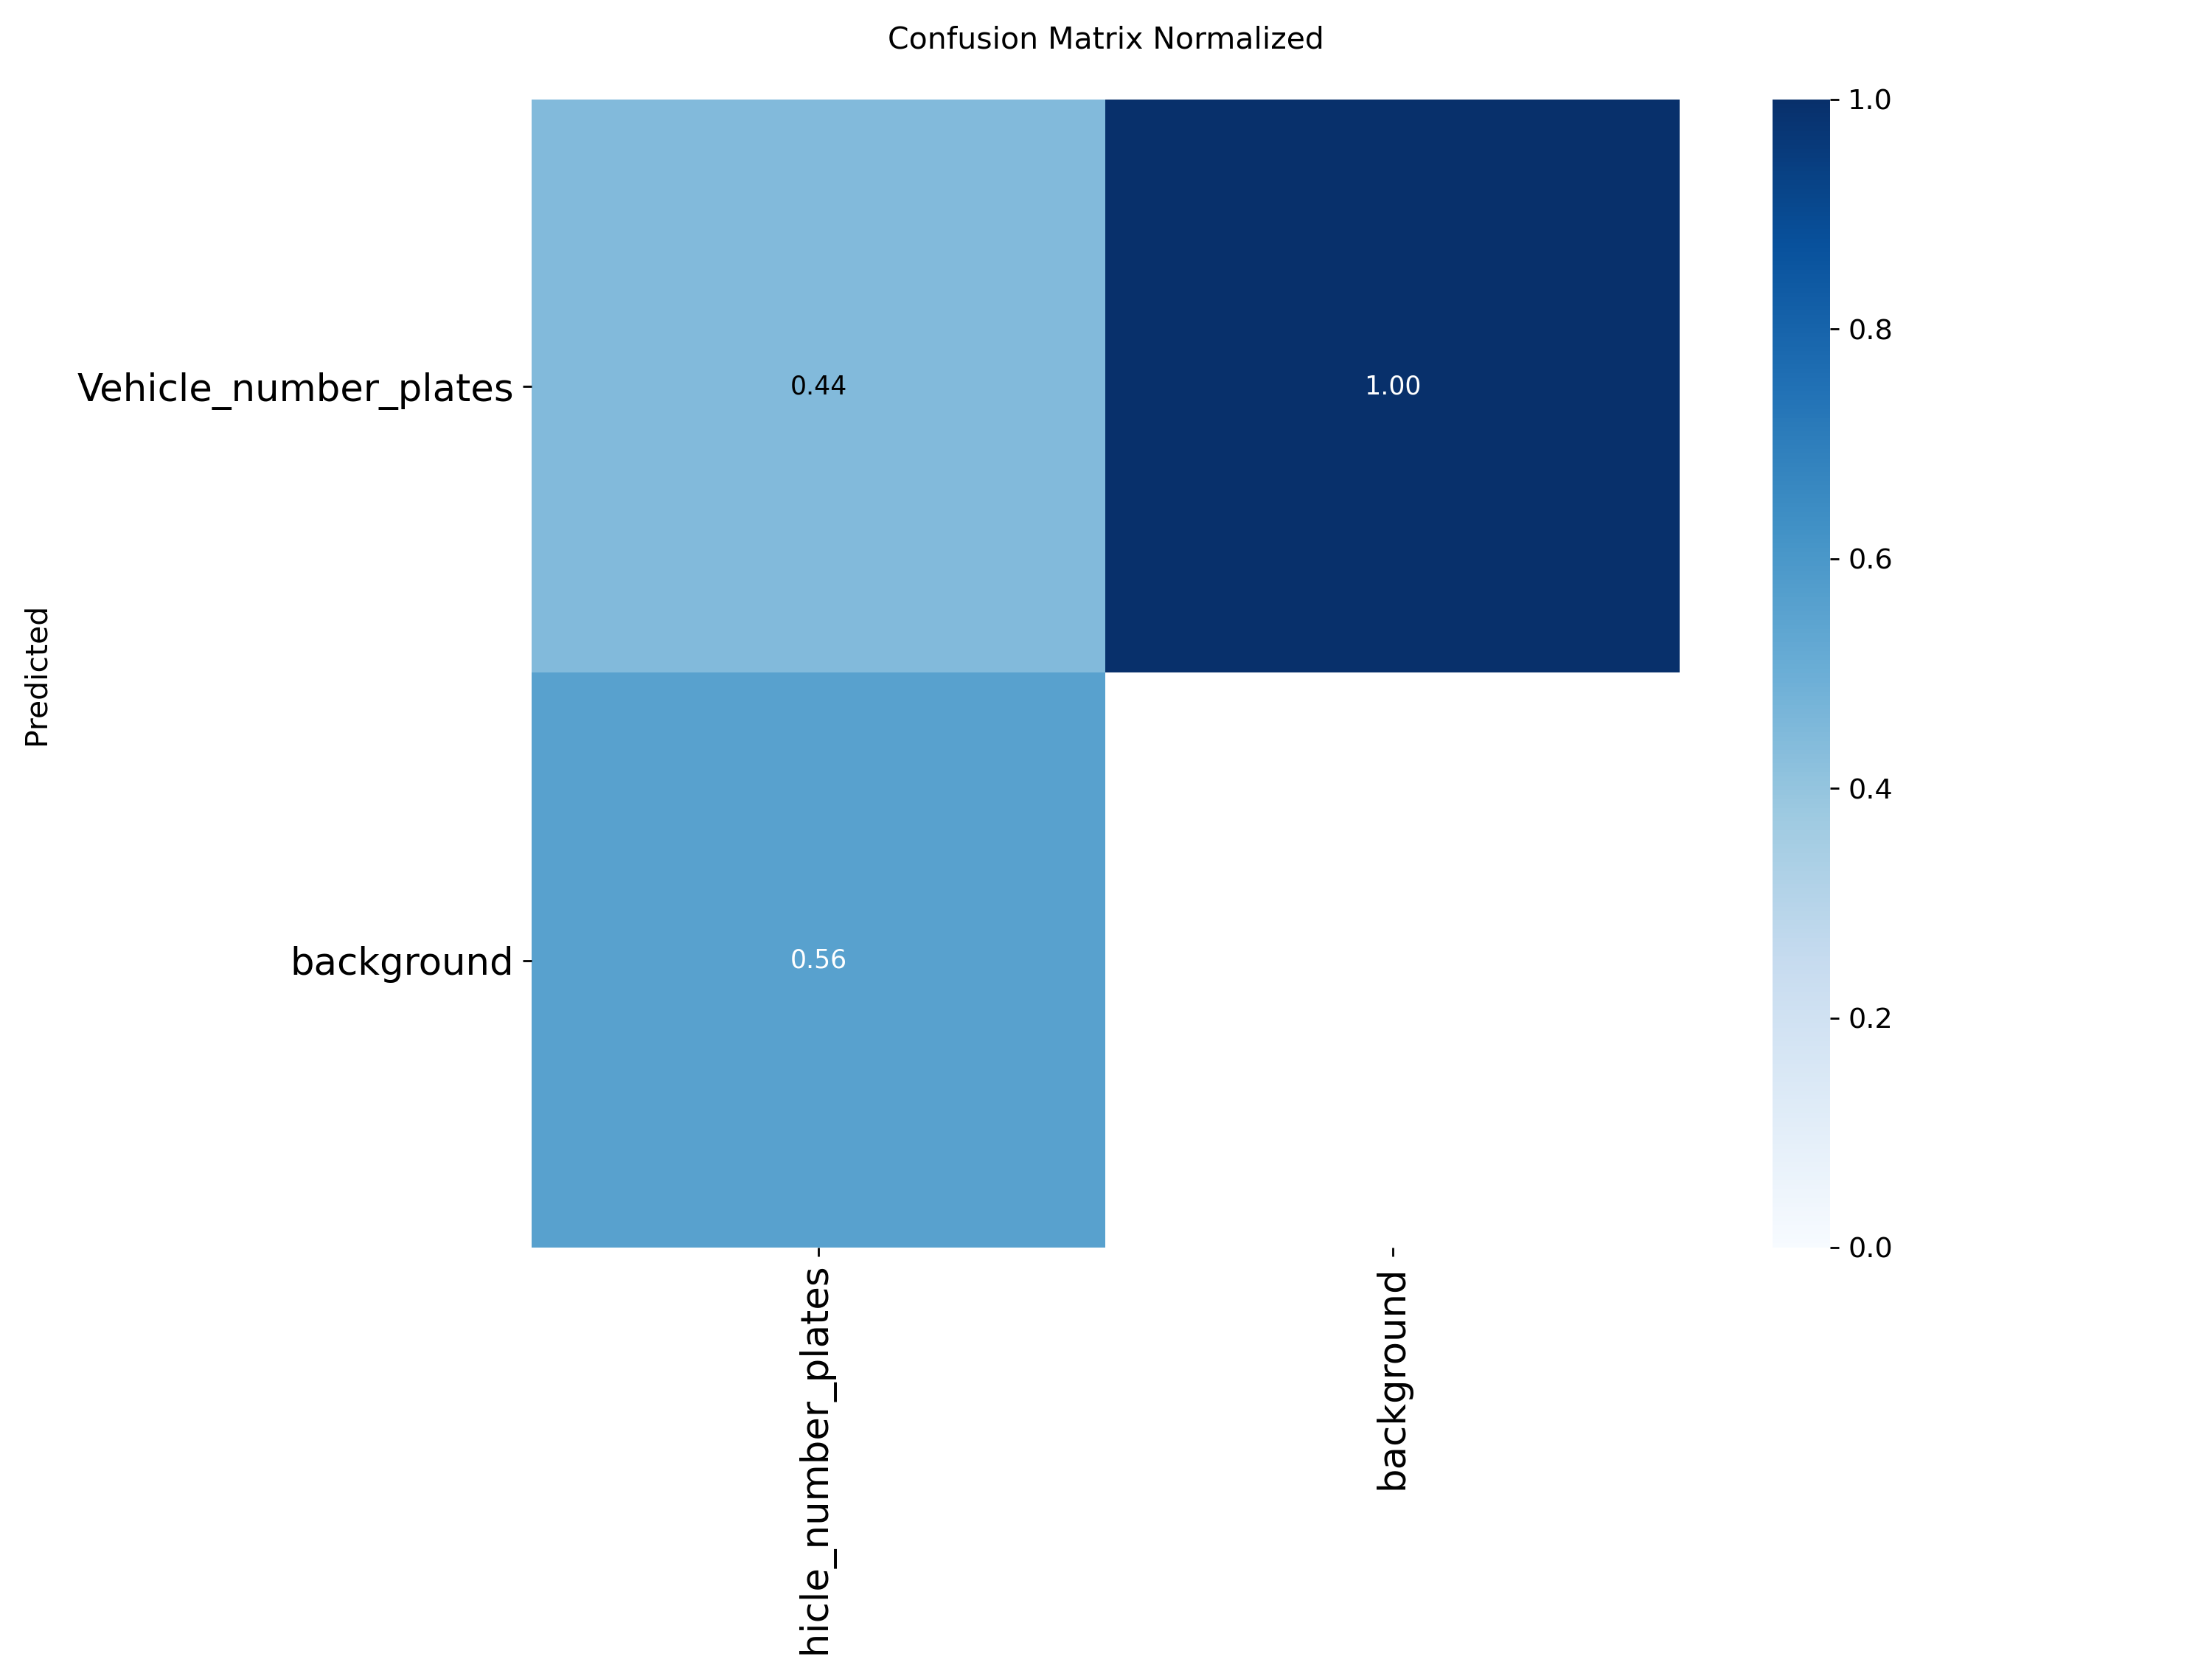 Confusion Matrix Normalized
1.0
Vehicle_number_plates
0.44
1.00
0.8
0.6
Predicted
0.4
background
0.56
0.2
0.0
hicle_number_plates
background